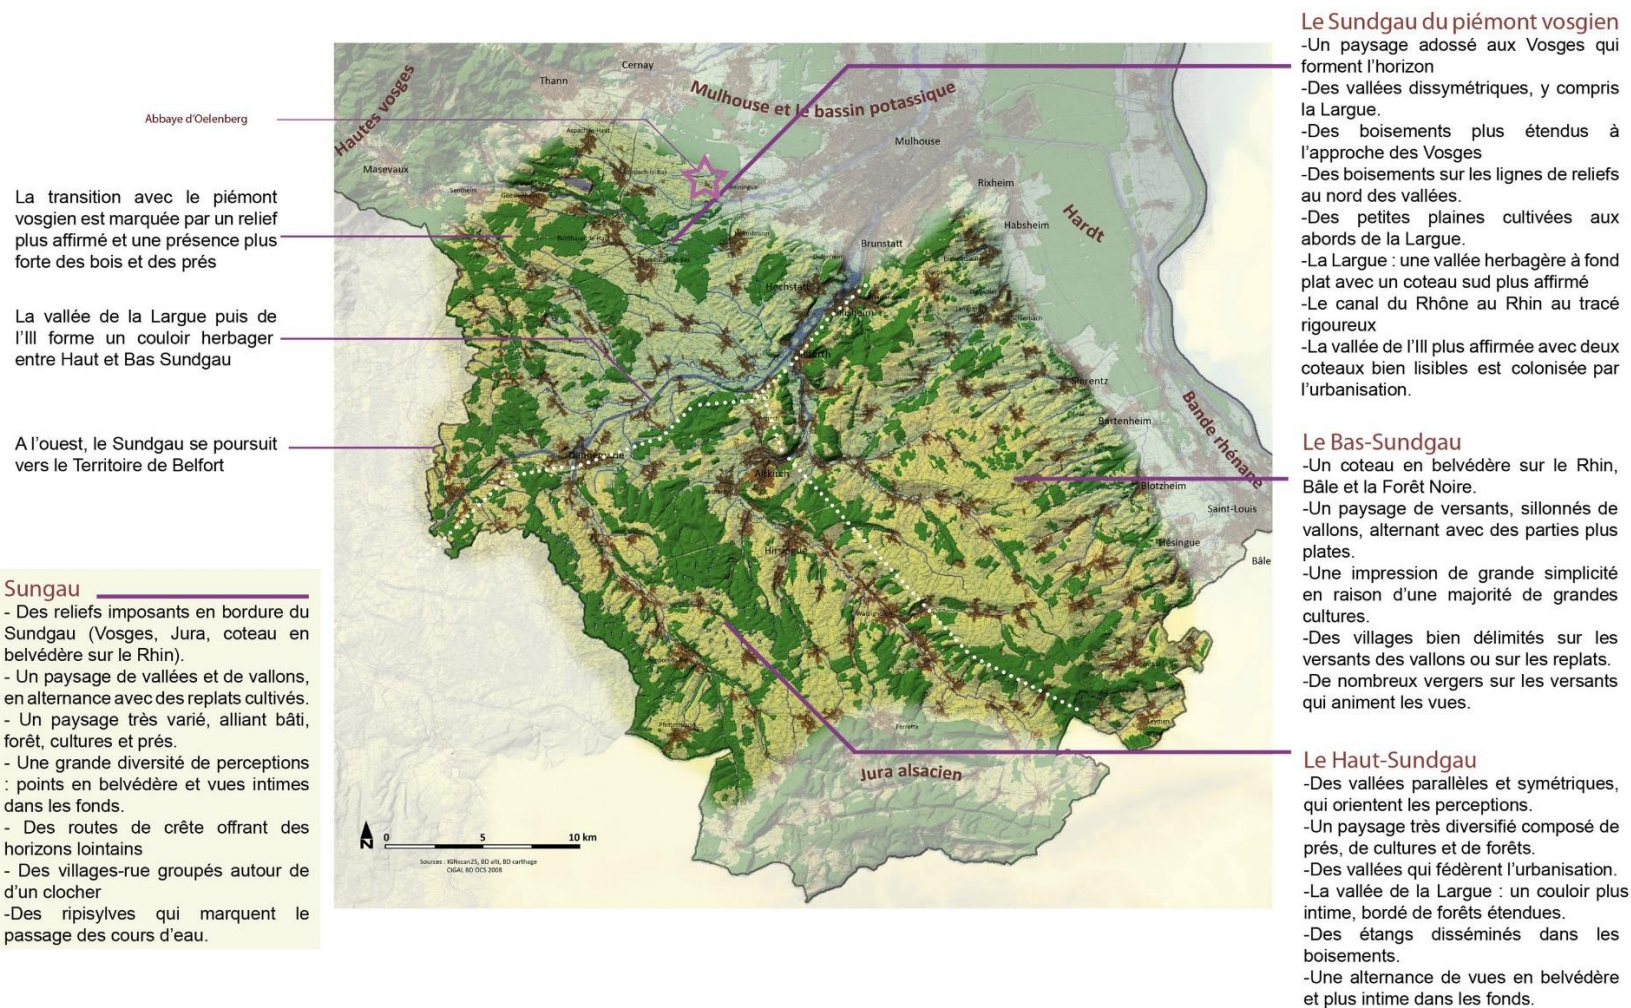 Abbaye d'Oelenberg
La transition avec le piémont
vosgien est marquée par un relief
plus affirmé et une présence plus
forte des bois et des prés
La vallée de la Largue puis de
l'Ill forme un couloir herbager
entre Haut et Bas Sundgau
A l'ouest, le Sundgau se poursuit
vers le Territoire de Belfort
Sungau
- Des reliefs imposants en bordure du
Sundgau (Vosges, Jura, coteau en
belvédère sur le Rhin).
- Un paysage de vallées et de vallons,
en alternance avec des replats cultivés.
- Un paysage très varié, alliant bâti,
forêt, cultures et prés.
- Une grande diversité de perceptions
: points en belvédère et vues intimes
dans les fonds.
- Des routes de crête offrant des
horizons lointains
- Des villages-rue groupés autour de
d'un clocher
-Des ripisylves qui marquent le
passage des cours d'eau.
Hautes vosges
Thann
Cernay
Mulhouse et le bassin potassique
Mulhouse
Aspach-le-Haut
Masevaux
Sentheim
Rixheim
Habsheim
Hardt
Brunstatt
Hochstatt
Sierentz
Bartenheim
Bande rhénane
Altkirch
Blotzheim
Saint-Louis
Hésingue
Bâle
Hirsingue
Ferrette
Leymen
Jura alsacien
N
0 5 10 km
Sources : IGNscan25, BD alti, BD carthage
CIGAL BD OCS 2008
Le Sundgau du piémont vosgien
-Un paysage adossé aux Vosges qui
forment l'horizon
-Des vallées dissymétriques, y compris
la Largue.
-Des boisements plus étendus à
l'approche des Vosges
-Des boisements sur les lignes de reliefs
au nord des vallées.
-Des petites plaines cultivées aux
abords de la Largue.
-La Largue : une vallée herbagère à fond
plat avec un coteau sud plus affirmé
-Le canal du Rhône au Rhin au tracé
rigoureux
-La vallée de l'Ill plus affirmée avec deux
coteaux bien lisibles est colonisée par
l'urbanisation.
Le Bas-Sundgau
-Un coteau en belvédère sur le Rhin,
Bâle et la Forêt Noire.
-Un paysage de versants, sillonnés de
vallons, alternant avec des parties plus
plates.
-Une impression de grande simplicité
en raison d'une majorité de grandes
cultures.
-Des villages bien délimités sur les
versants des vallons ou sur les replats.
-De nombreux vergers sur les versants
qui animent les vues.
Le Haut-Sundgau
-Des vallées parallèles et symétriques,
qui orientent les perceptions.
-Un paysage très diversifié composé de
prés, de cultures et de forêts.
-Des vallées qui fédèrent l'urbanisation.
-La vallée de la Largue : un couloir plus
intime, bordé de forêts étendues.
-Des étangs disséminés dans les
boisements.
-Une alternance de vues en belvédère
et plus intime dans les fonds.